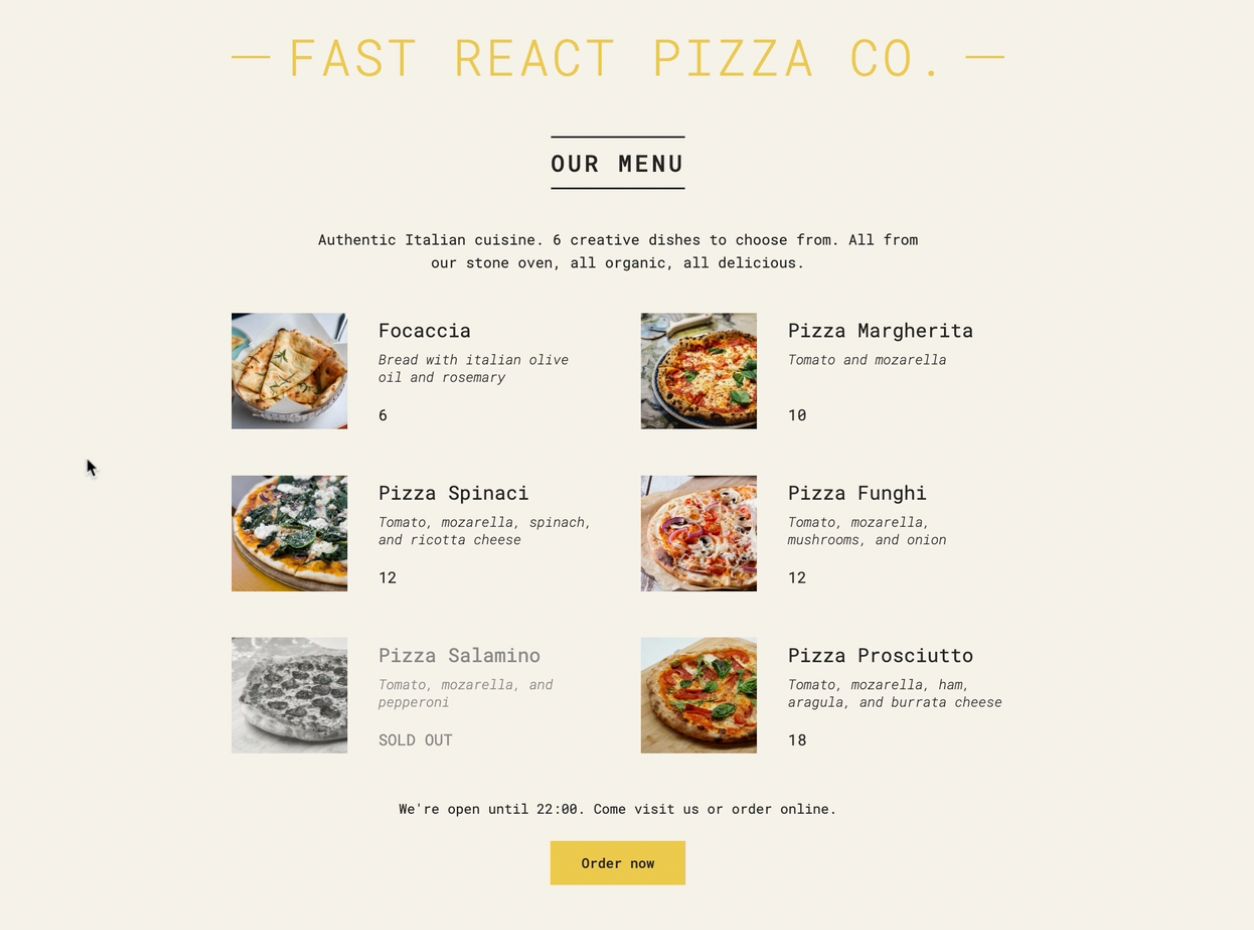 — FAST REACT PIZZA CO. —
OUR MENU
Authentic Italian cuisine. 6 creative dishes to choose from. All from
our stone oven, all organic, all delicious.
Focaccia
Bread with italian olive
oil and rosemary
6
Pizza Margherita
Tomato and mozarella
10
Pizza Spinaci
Tomato, mozarella, spinach,
and ricotta cheese
12
Pizza Funghi
Tomato, mozarella,
mushrooms, and onion
12
Pizza Salamino
Tomato, mozarella, and
pepperoni
SOLD OUT
Pizza Prosciutto
Tomato, mozarella, ham,
aragula, and burrata cheese
18
We're open until 22:00. Come visit us or order online.
Order now